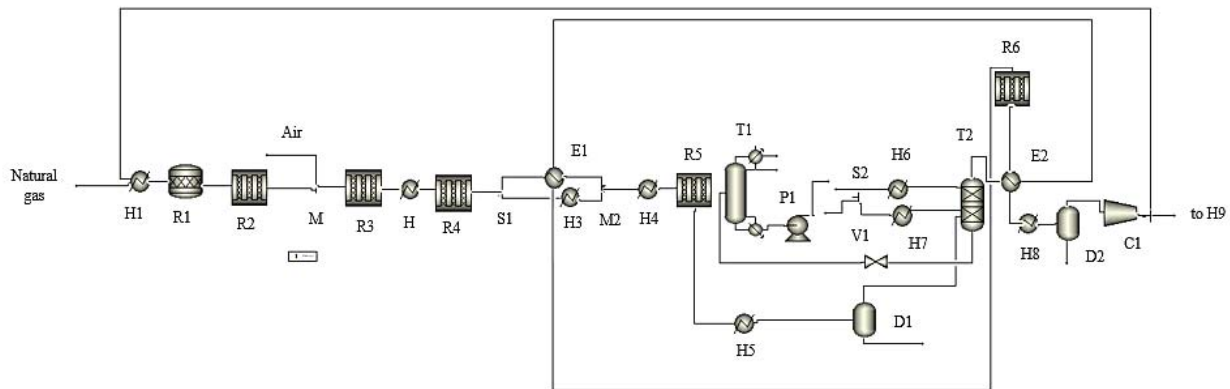 R6
Air
T1
T2
Natural
gas
E1
R5
S2
H6
E2
H1
R1
R2
M
R3
H
R4
S1
H3
M2
H4
P1
V1
H7
H8
D2
C1
to H9
H5
D1